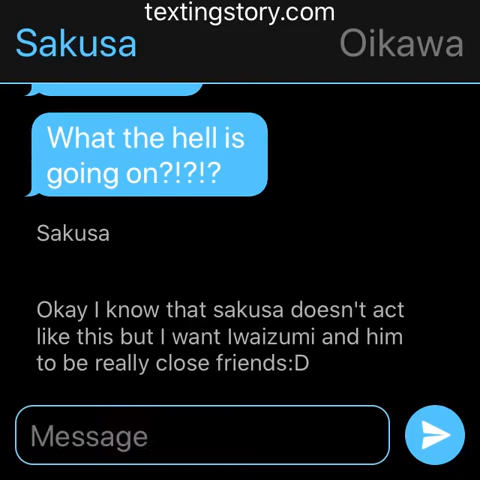 textingstory.com
Sakusa Oikawa
What the hell is
going on?!?!?
Sakusa
Okay I know that sakusa doesn't act
like this but I want Iwaizumi and him
to be really close friends:D
Message